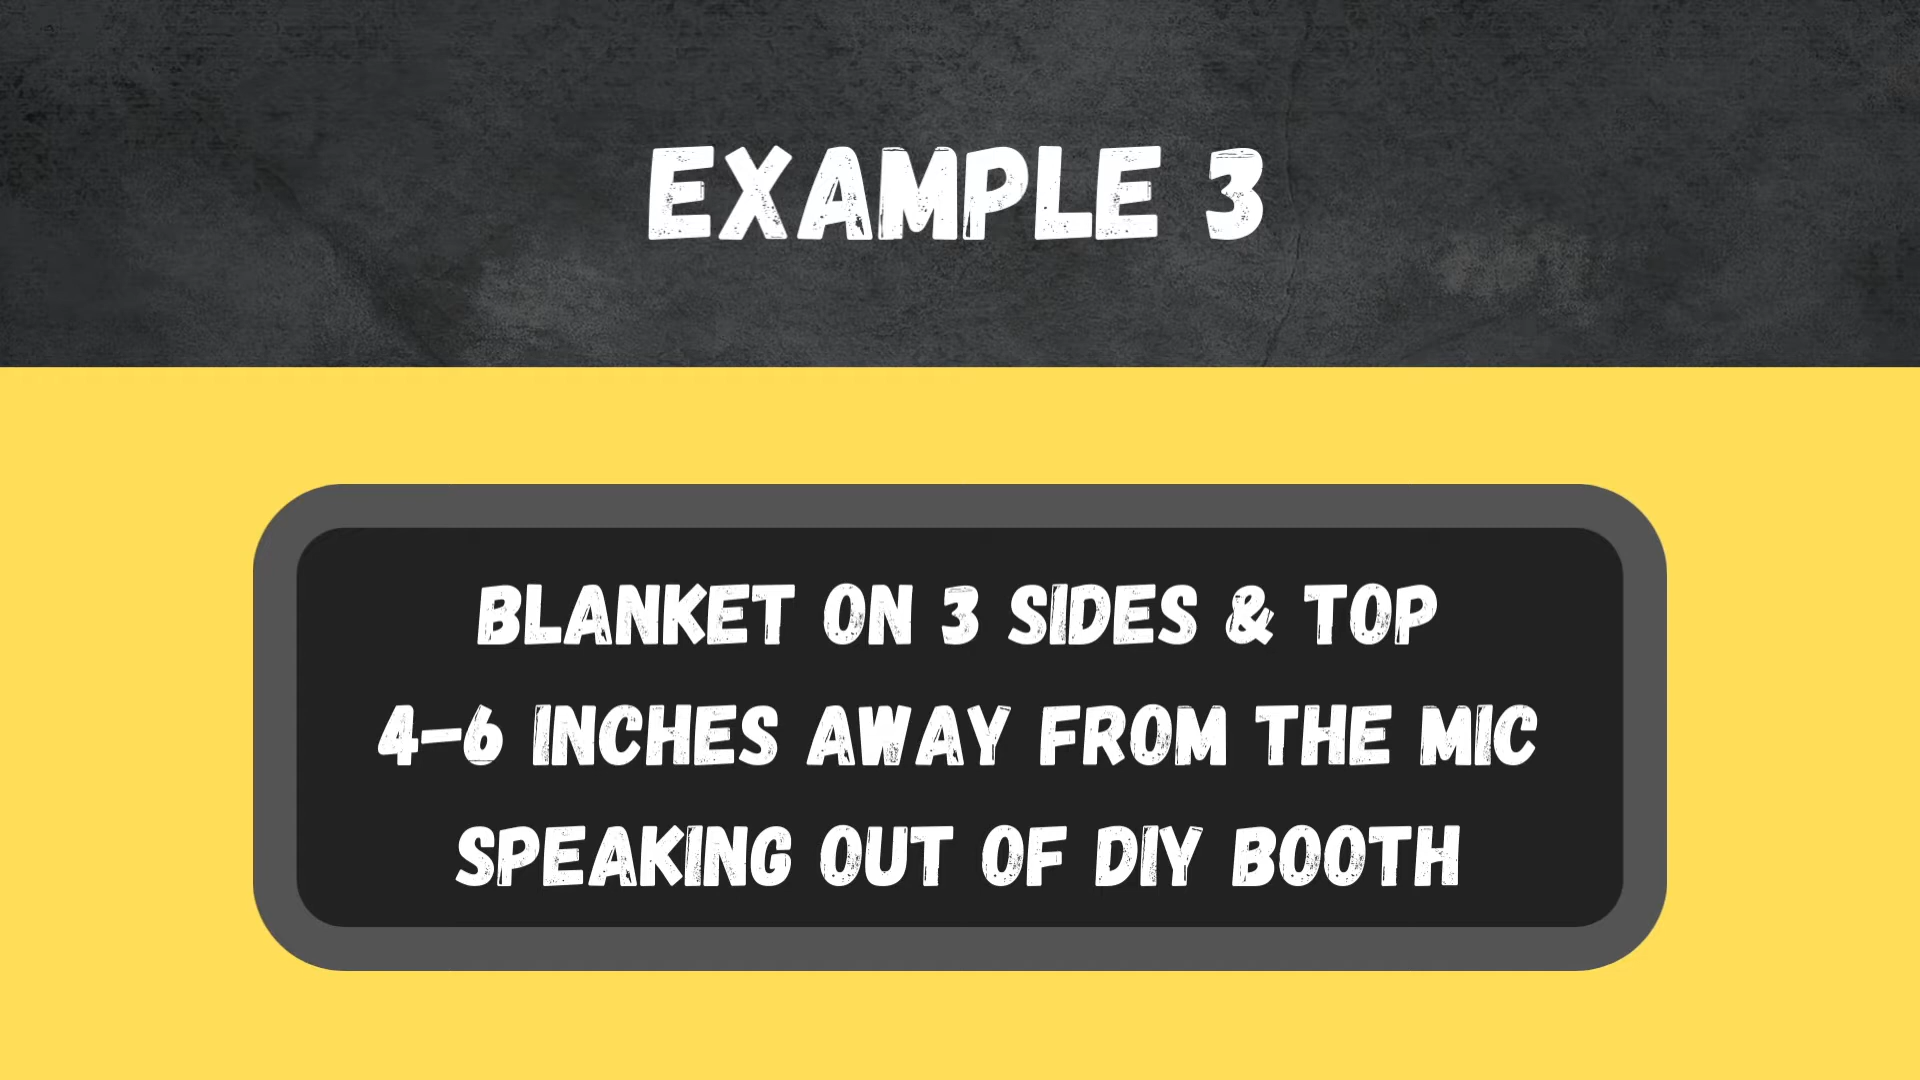 EXAMPLE 3
BLANKET ON 3 SIDES & TOP
4-6 INCHES AWAY FROM THE MIC
SPEAKING OUT OF DIY BOOTH